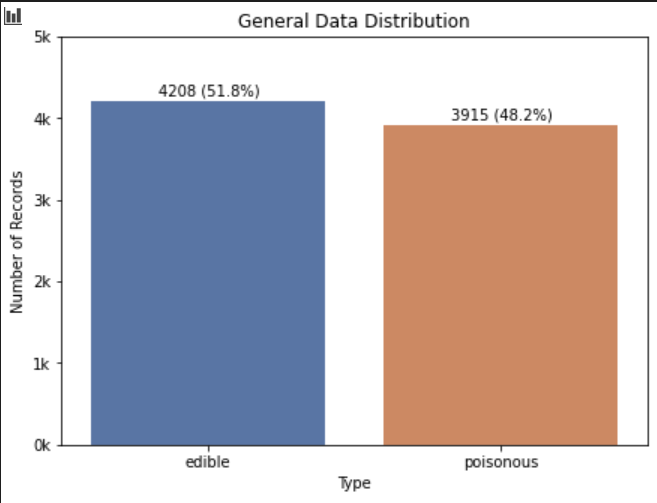 General Data Distribution
5k
4k
3k
2k
1k
0k
Number of Records
4208 (51.8%)
3915 (48.2%)
edible
poisonous
Type